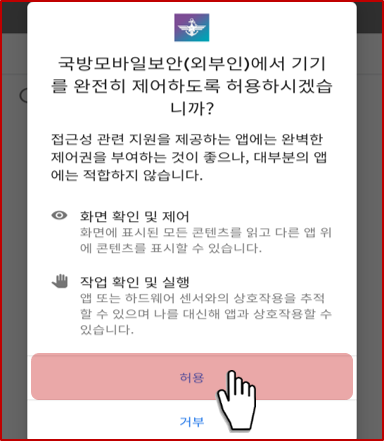 국방모바일보안(외부인)에서 기기
를 완전히 제어하도록 허용하시겠습
니까?
접근성 관련 지원을 제공하는 앱에는 완벽한
제어권을 부여하는 것이 좋으나, 대부분의 앱
에는 적합하지 않습니다.
화면 확인 및 제어
화면에 표시된 모든 콘텐츠를 읽고 다른 앱 위
에 콘텐츠를 표시할 수 있습니다.
작업 확인 및 실행
앱 또는 하드웨어 센서와의 상호작용을 추적
할 수 있으며 나를 대신해 앱과 상호작용할 수
있습니다.
허용
거부